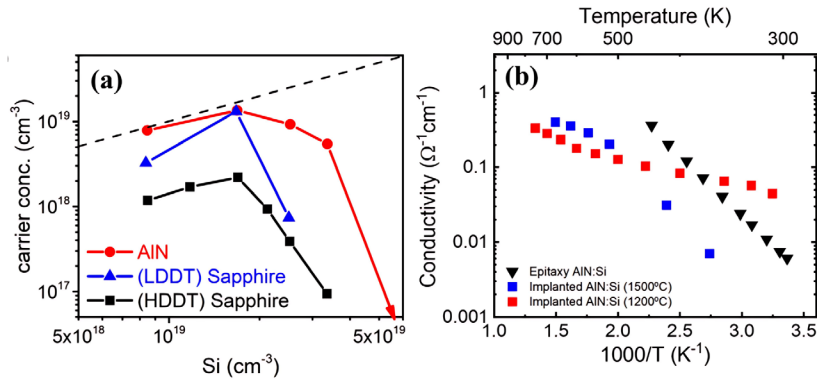 (a)
carrier conc. (cm⁻³)
10¹⁹
10¹⁸
10¹⁷
AlN
(LDDT) Sapphire
(HDDT) Sapphire
5x10¹⁸
10¹⁹
5x10¹⁹
Si (cm⁻³)
Temperature (K)
900 700 500 300
(b)
Conductivity (Ω⁻¹cm⁻¹)
1
0.1
0.01
0.001
Epitaxy AlN:Si
Implanted AlN:Si (1500ºC)
Implanted AlN:Si (1200ºC)
1.0 1.5 2.0 2.5 3.0 3.5
1000/T (K⁻¹)